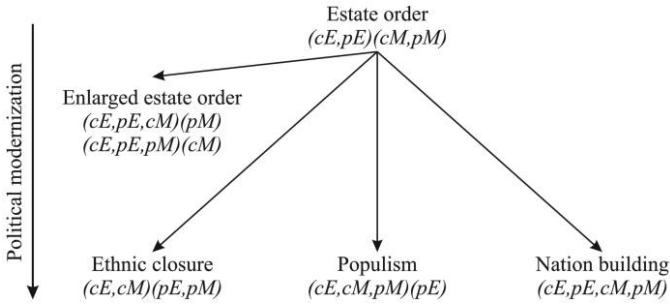 Estate order
(cE,pE)(cM,pM)
Enlarged estate order
(cE,pE,cM)(pM)
(cE,pE,pM)(cM)
Political modernization
Ethnic closure
(cE,cM)(pE,pM)
Populism
(cE,cM,pM)(pE)
Nation building
(cE,pE,cM,pM)